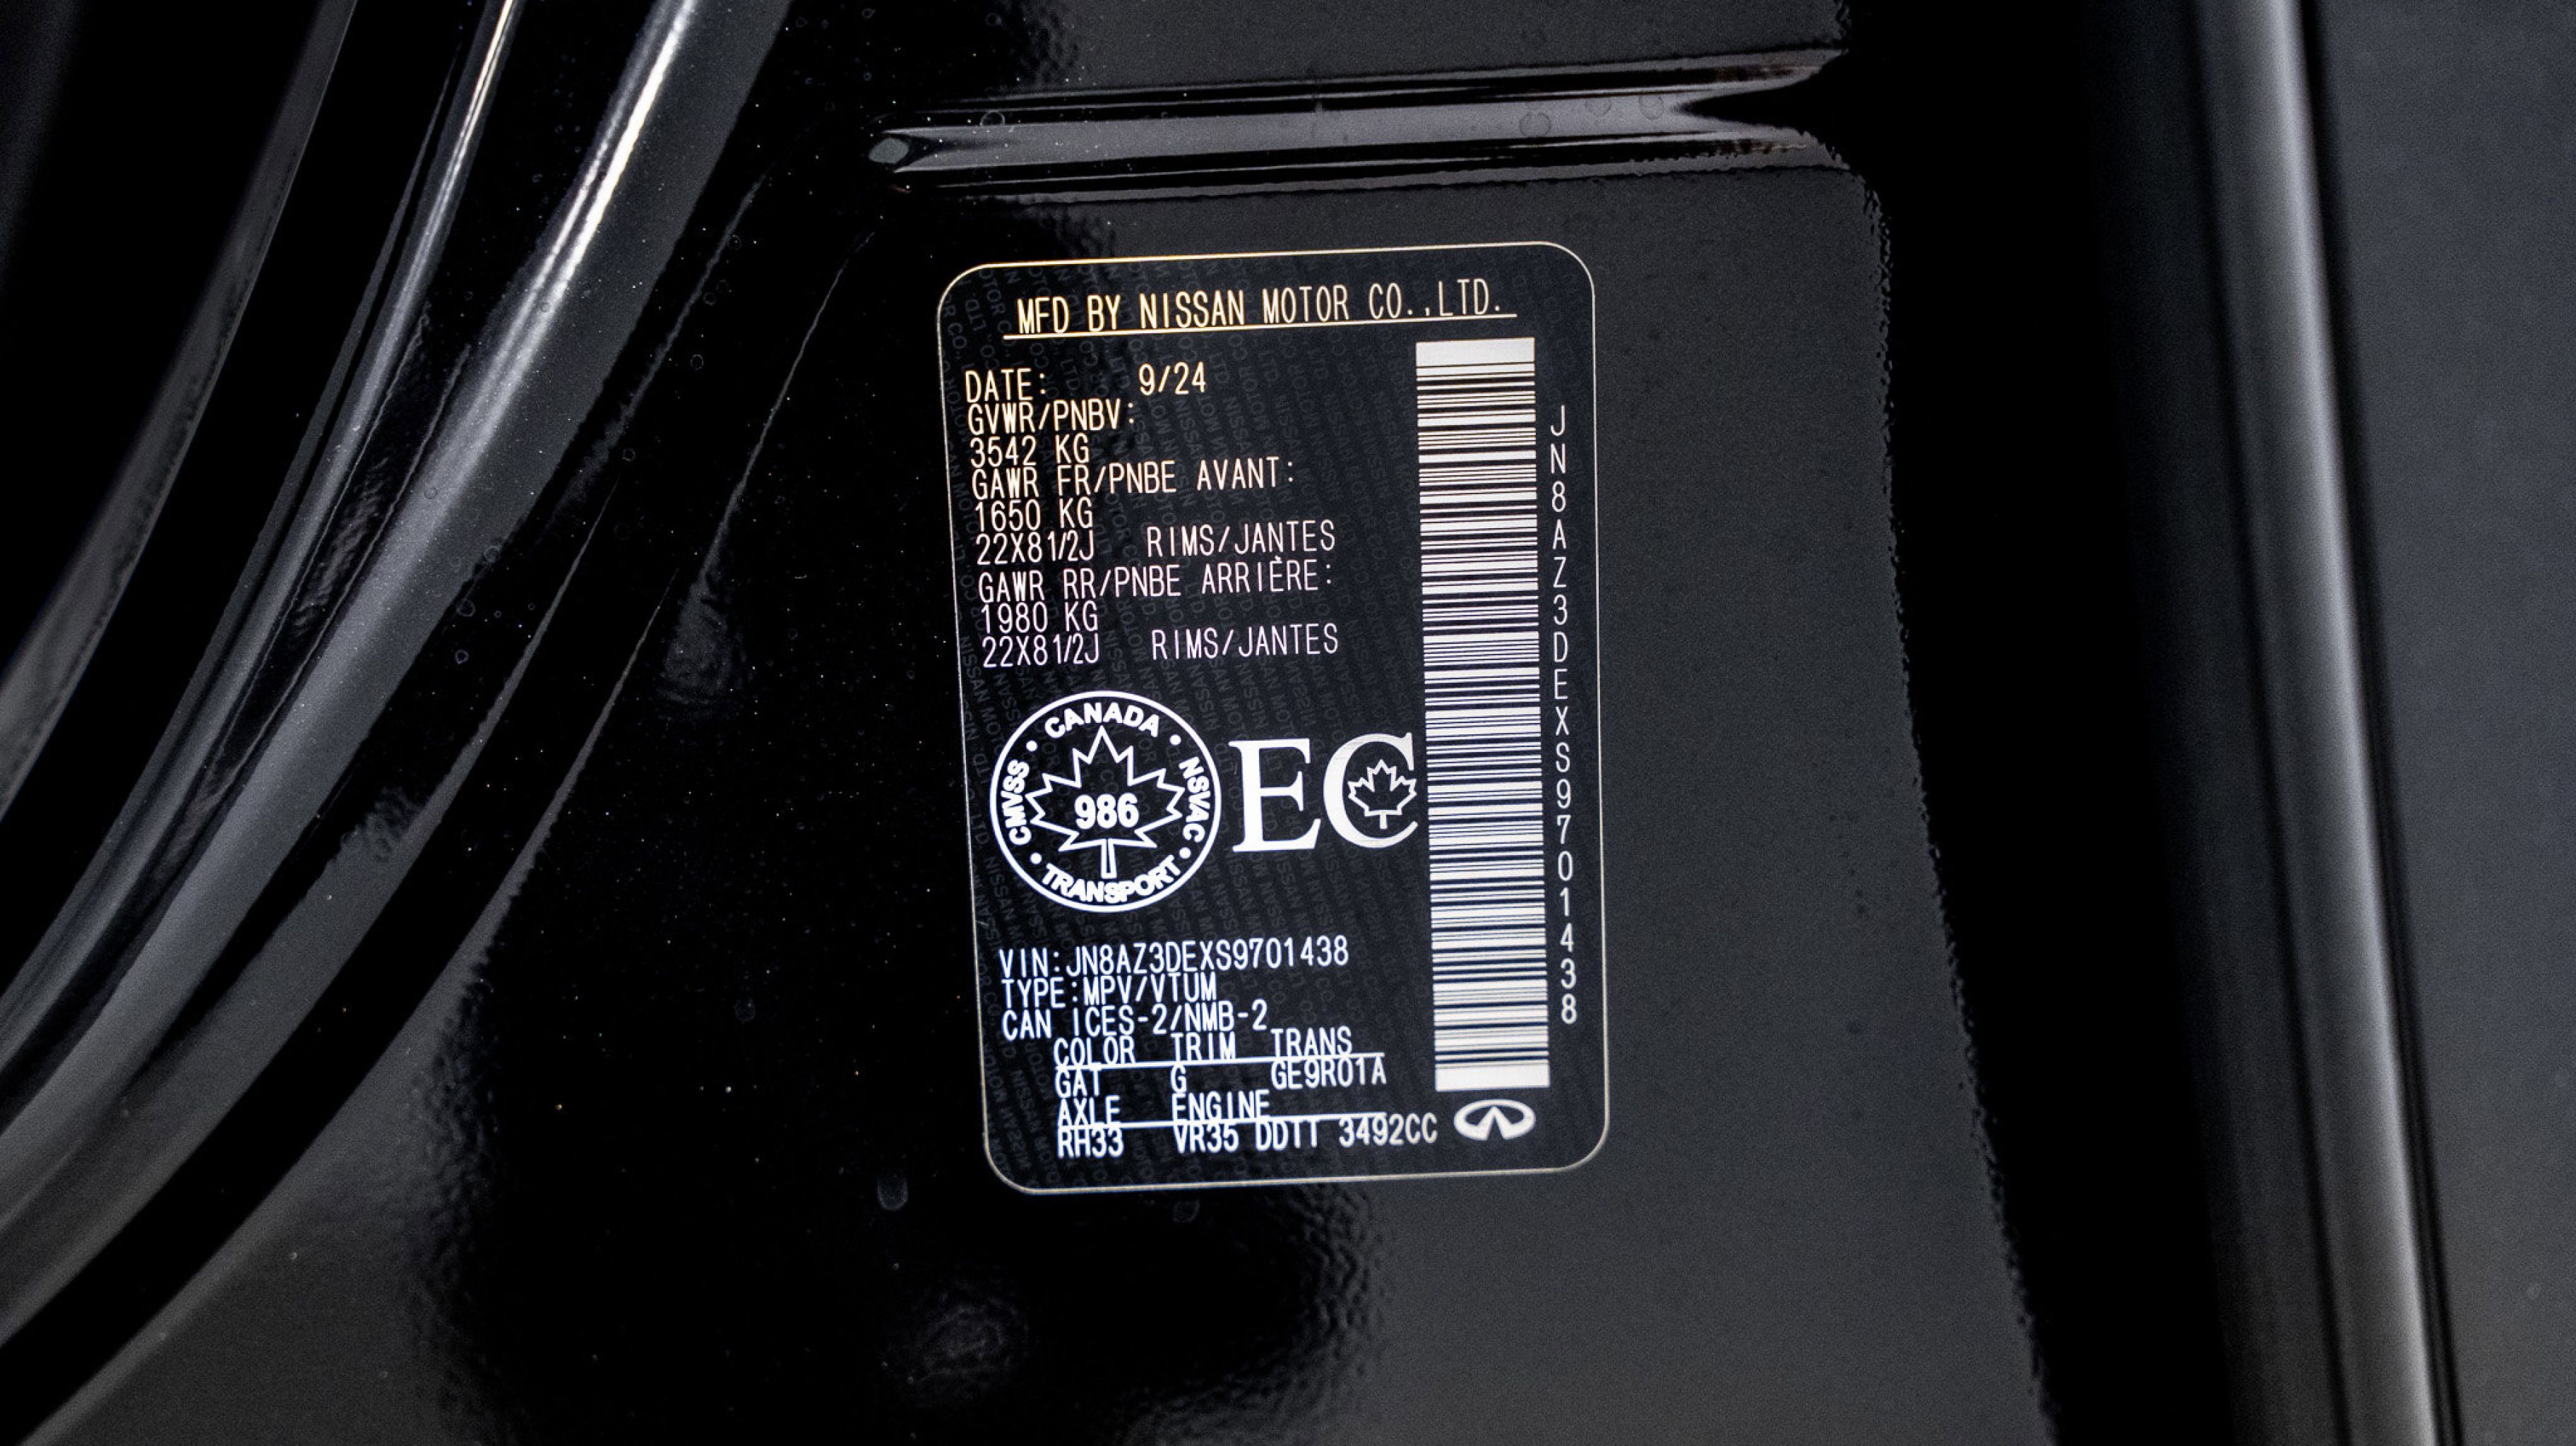 MFD BY NISSAN MOTOR CO.,LTD.
DATE: 9/24
GVWR/PNBV:
3542 KG
GAWR FR/PNBE AVANT:
1650 KG
22X81/2J RIMS/JANTES
GAWR RR/PNBE ARRIÈRE:
1980 KG
22X81/2J RIMS/JANTES
CANADA
CMVSS
986
NSVAC
TRANSPORT
EC
VIN:JN8AZ3DEXS9701438
TYPE:MPV/VTUM
CAN ICES-2/NMB-2
COLOR TRIM TRANS
GAT G GE9R01A
AXLE ENGINE
RH33 VR35 DDTT 3492CC
JN8AZ3DEXS9701438